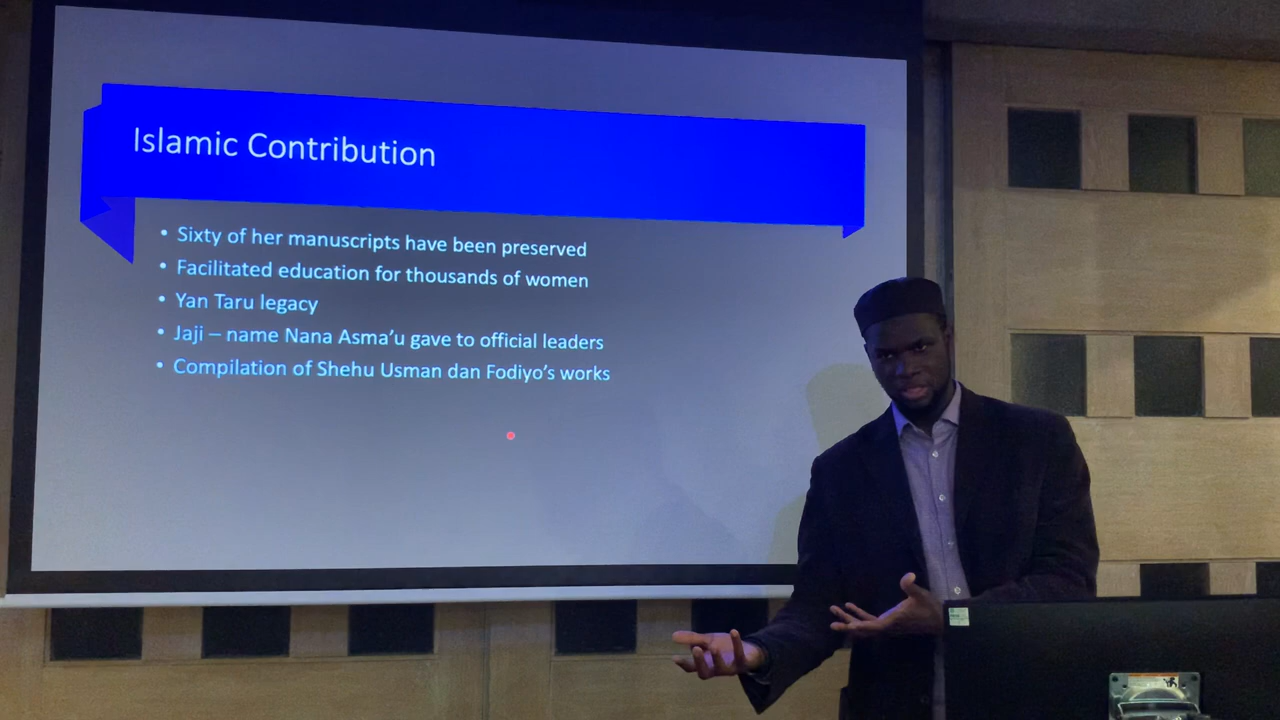 Islamic Contribution
• Sixty of her manuscripts have been preserved
• Facilitated education for thousands of women
• Yan Taru legacy
• Jaji – name Nana Asma’u gave to official leaders
• Compilation of Shehu Usman dan Fodiyo’s works